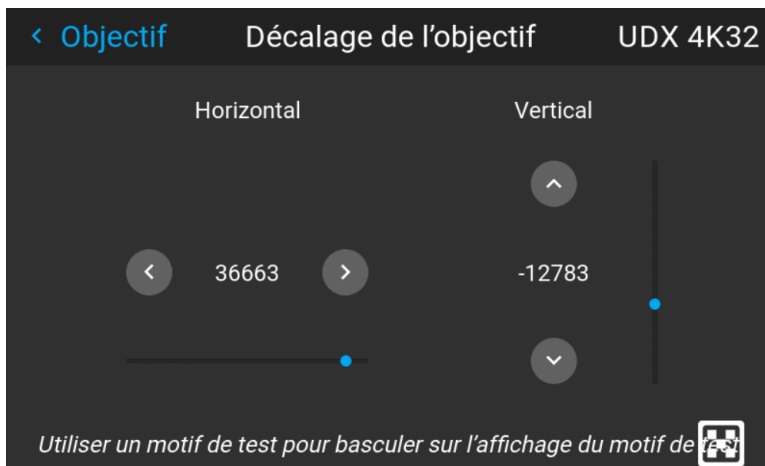 Objectif Décalage de l’objectif UDX 4K32
Horizontal Vertical
36663 -12783
Utiliser un motif de test pour basculer sur l’affichage du motif de test